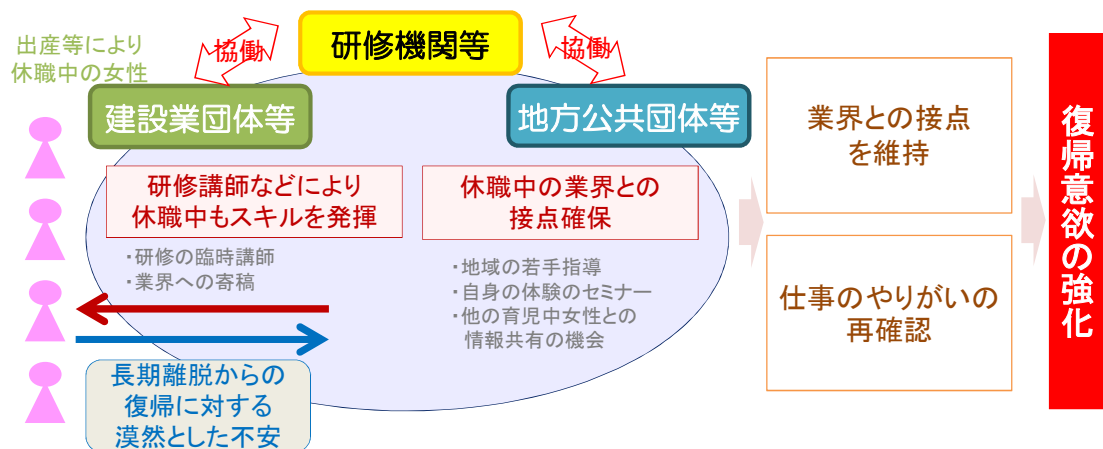 出産等により
休職中の女性
協働
研修機関等
協働
建設業団体等
地方公共団体等
研修講師などにより
休職中もスキルを発揮
・研修の臨時講師
・業界への寄稿
休職中の業界との
接点確保
・地域の若手指導
・自身の体験のセミナー
・他の育児中女性との
情報共有の機会
長期離脱からの
復帰に対する
漠然とした不安
業界との接点
を維持
仕事のやりがいの
再確認
復帰意欲の強化